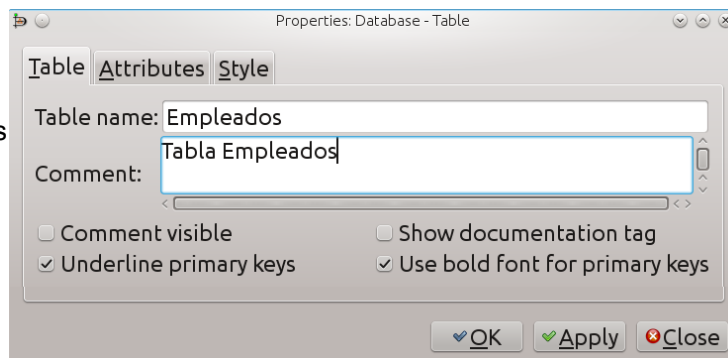 Properties: Database - Table
Table Attributes Style
Table name: Empleados
s
Comment: Tabla Empleados
Comment visible Show documentation tag
Underline primary keys Use bold font for primary keys
OK Apply Close